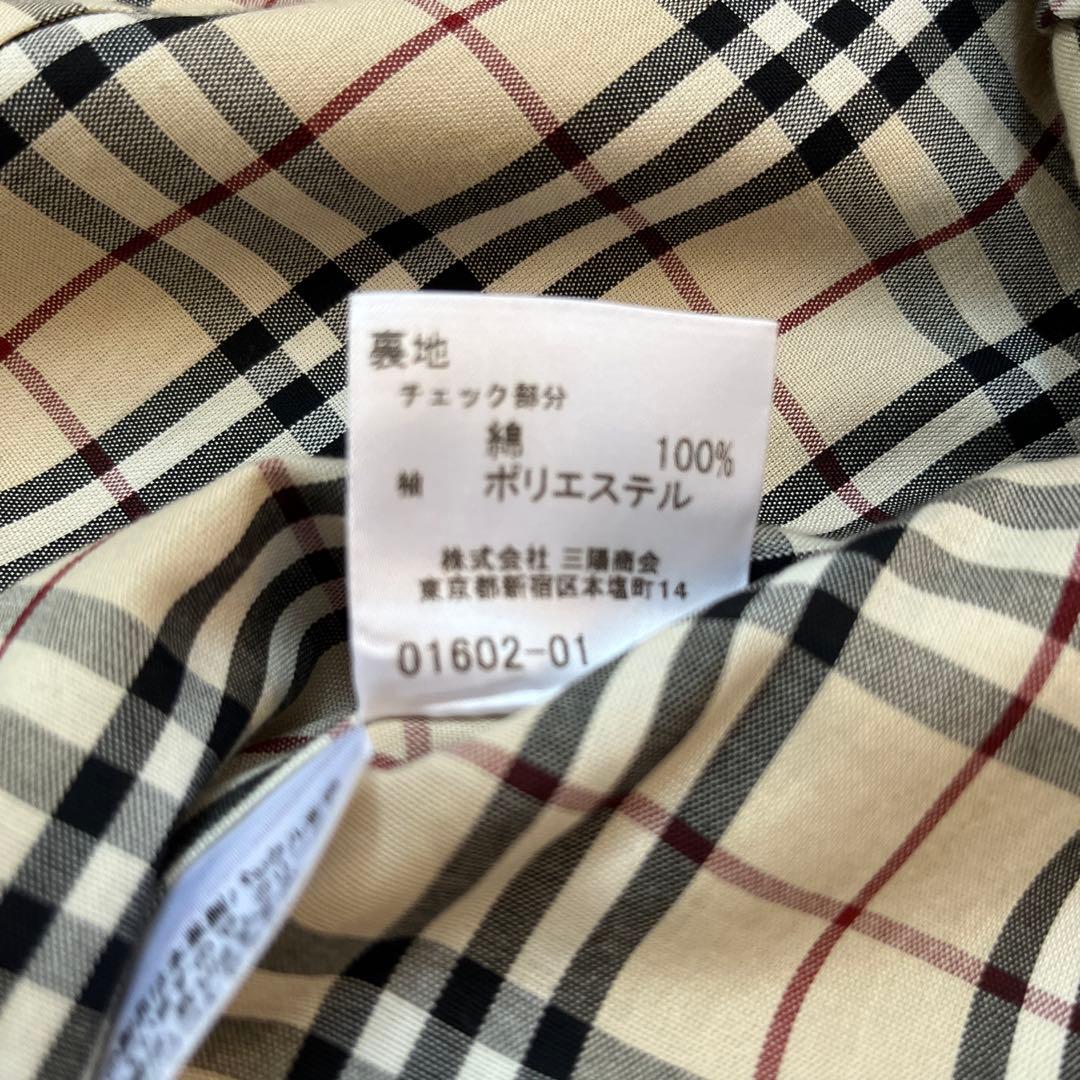 裏地
チェック部分
綿 100%
袖 ポリエステル
株式会社 三陽商会
東京都新宿区本塩町14
01602-01